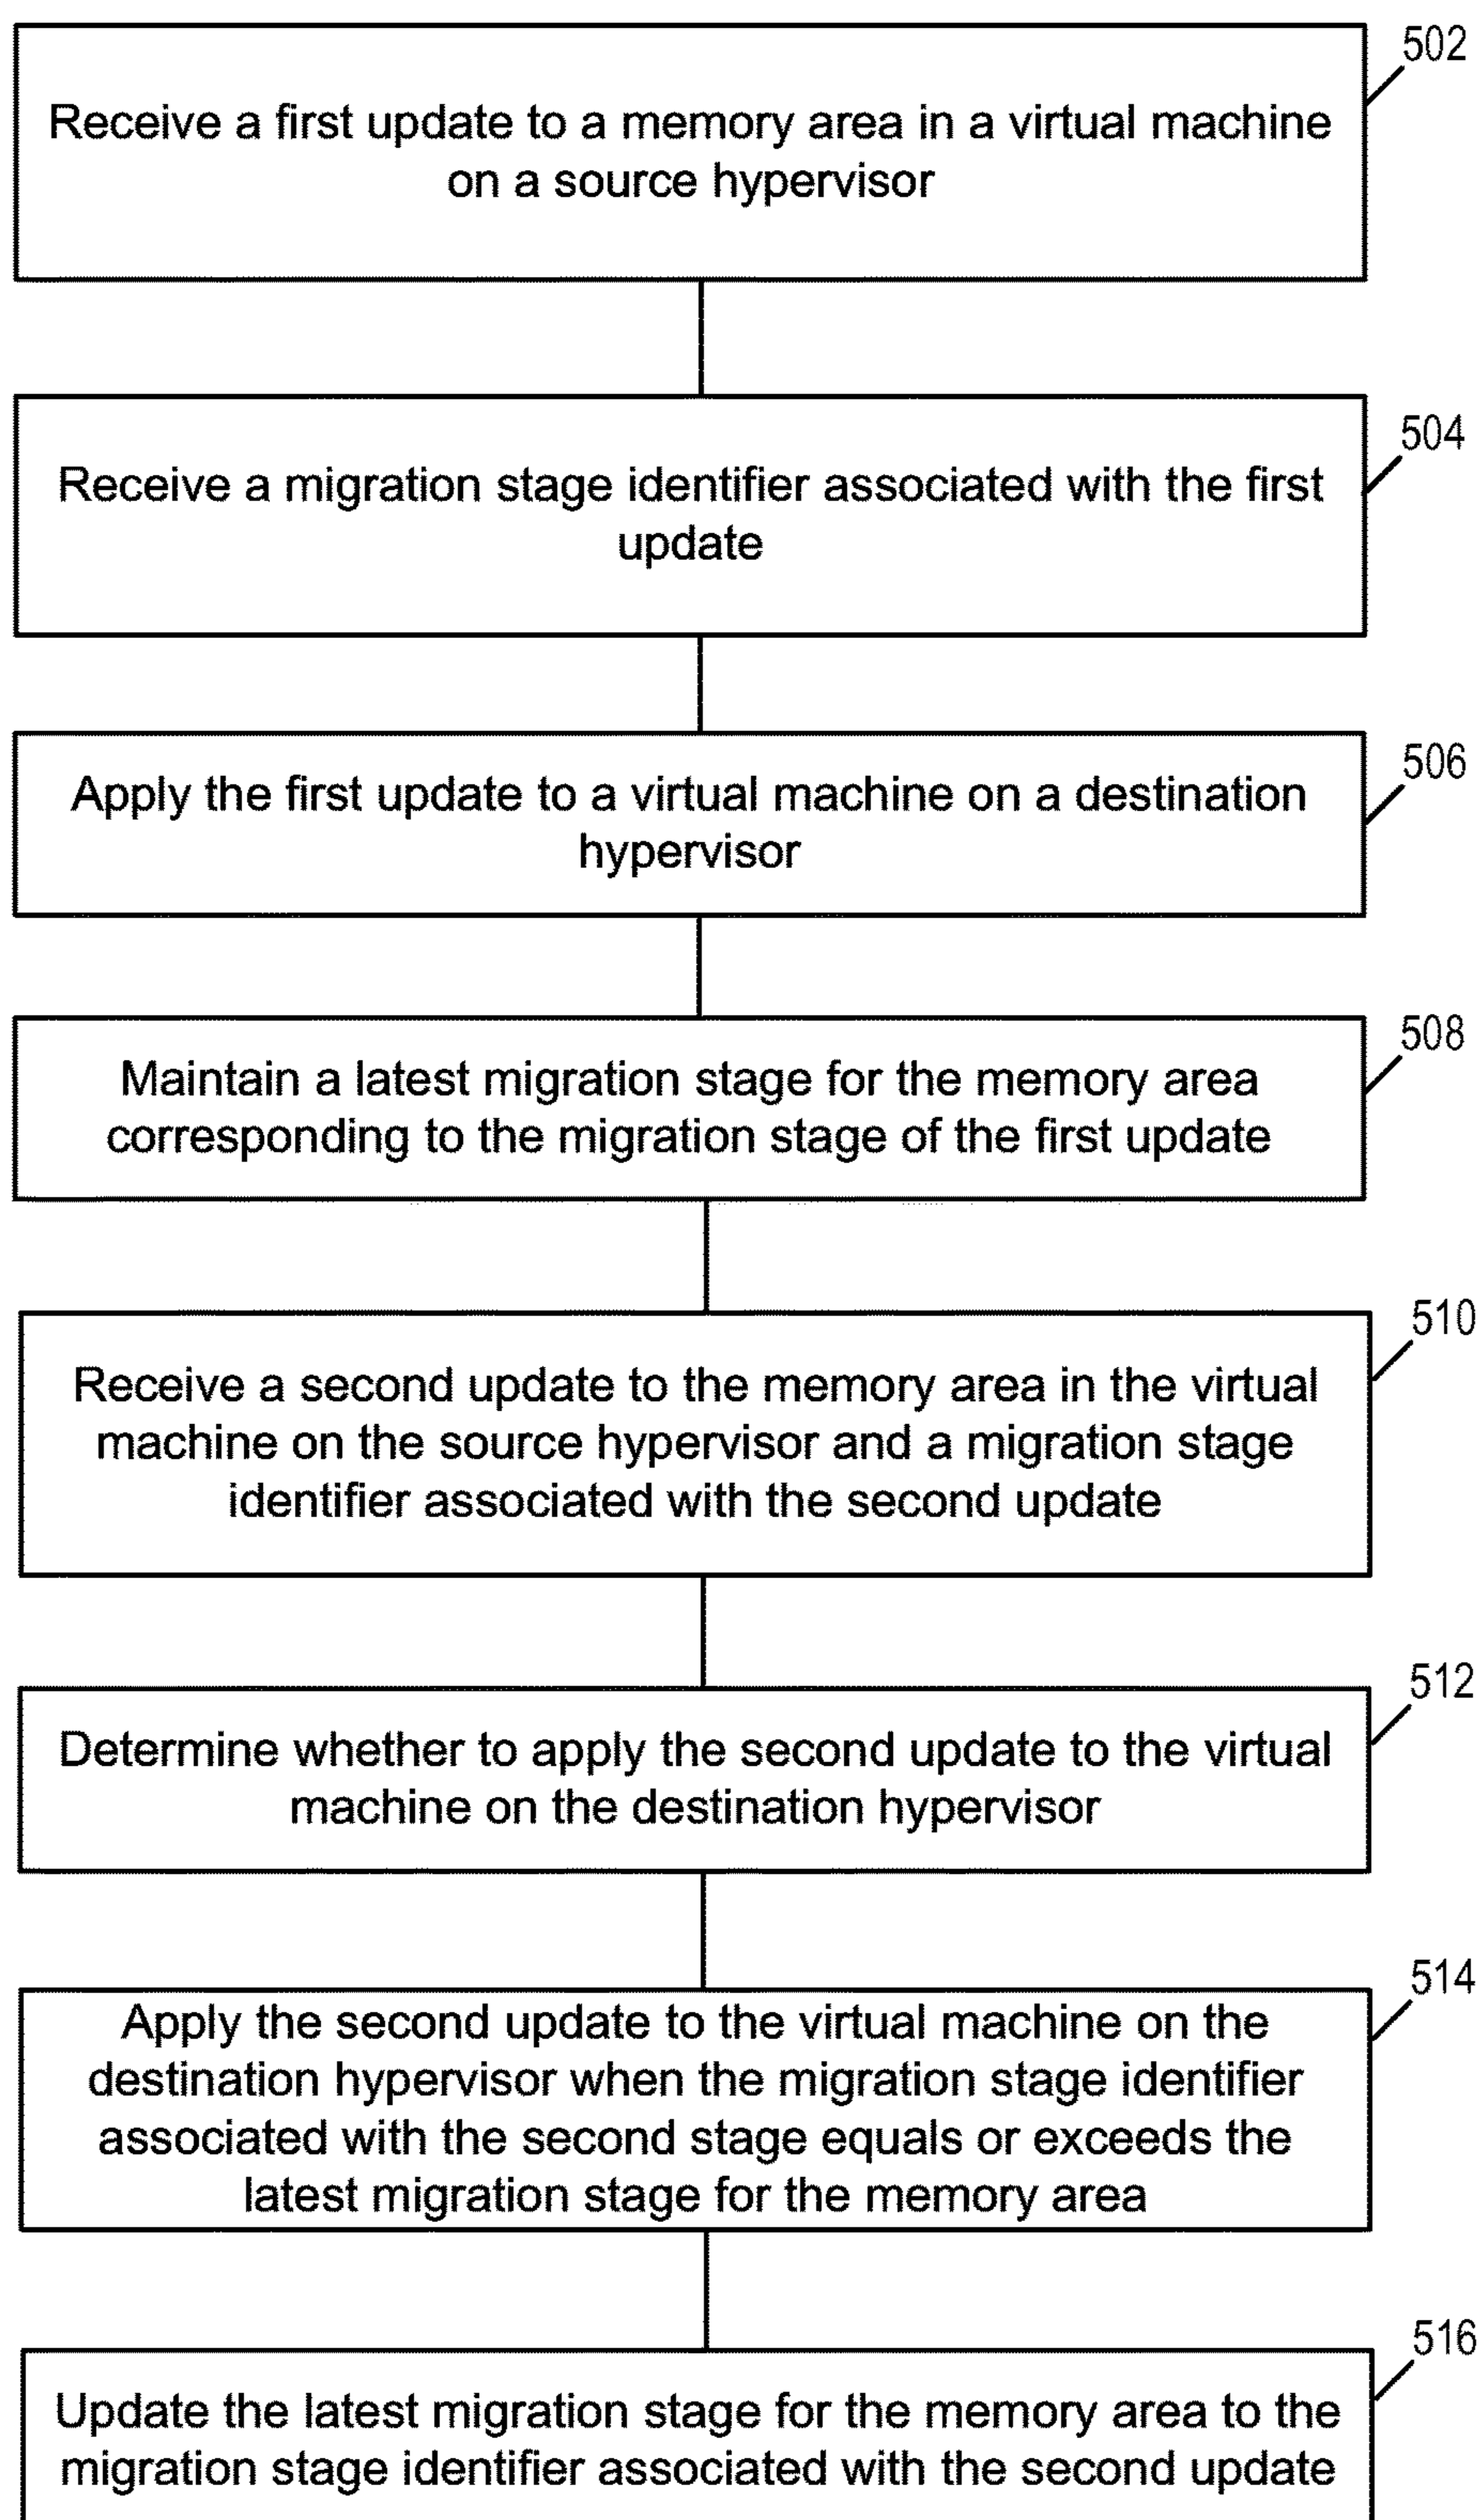 502
Receive a first update to a memory area in a virtual machine
on a source hypervisor
504
Receive a migration stage identifier associated with the first
update
506
Apply the first update to a virtual machine on a destination
hypervisor
508
Maintain a latest migration stage for the memory area
corresponding to the migration stage of the first update
510
Receive a second update to the memory area in the virtual
machine on the source hypervisor and a migration stage
identifier associated with the second update
512
Determine whether to apply the second update to the virtual
machine on the destination hypervisor
514
Apply the second update to the virtual machine on the
destination hypervisor when the migration stage identifier
associated with the second stage equals or exceeds the
latest migration stage for the memory area
516
Update the latest migration stage for the memory area to the
migration stage identifier associated with the second update